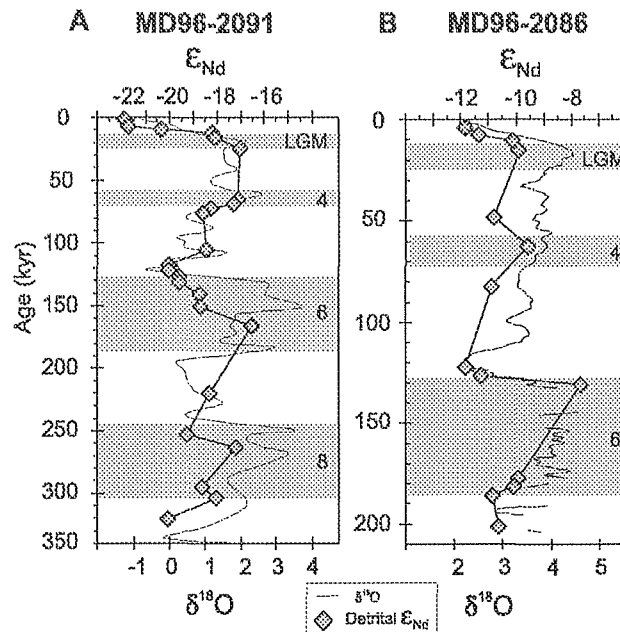 A MD96-2091
εNd
-22 -20 -18 -16
0
50
100
150
200
250
300
350
Age (kyr)
LGM
4
6
8
-1 0 1 2 3 4
δ¹⁸O
B MD96-2086
εNd
-12 -10 -8
0
50
100
150
200
LGM
4
6
2 3 4 5 6
δ¹⁸O
δ¹⁸O
Detrital εNd